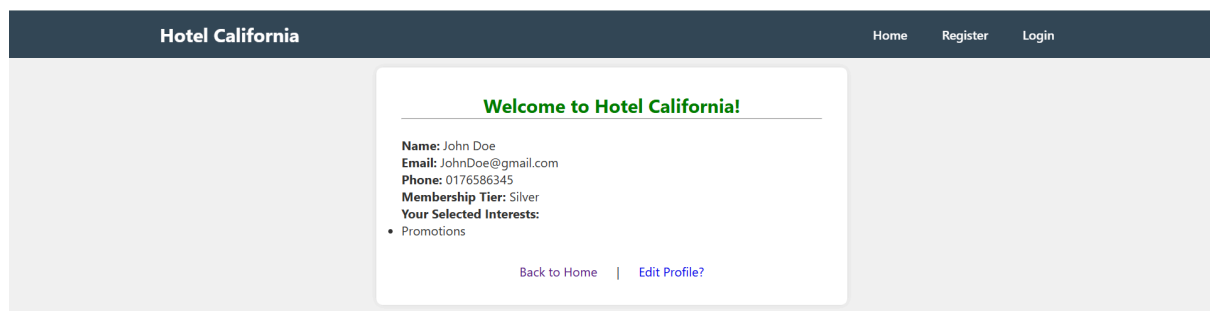 Hotel California Home Register Login
Welcome to Hotel California!
Name: John Doe
Email: JohnDoe@gmail.com
Phone: 0176586345
Membership Tier: Silver
Your Selected Interests:
• Promotions
Back to Home | Edit Profile?